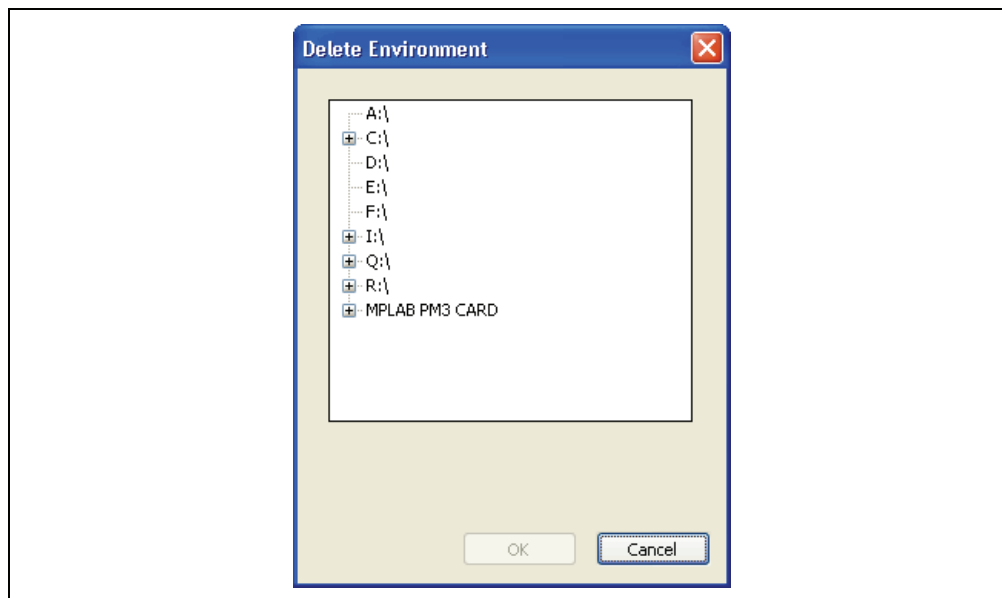 Delete Environment
A:\
C:\
D:\
E:\
F:\
I:\
Q:\
R:\
MPLAB PM3 CARD
OK
Cancel